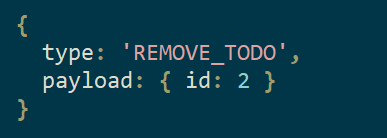 {
  type: 'REMOVE_TODO',
  payload: { id: 2 }
}